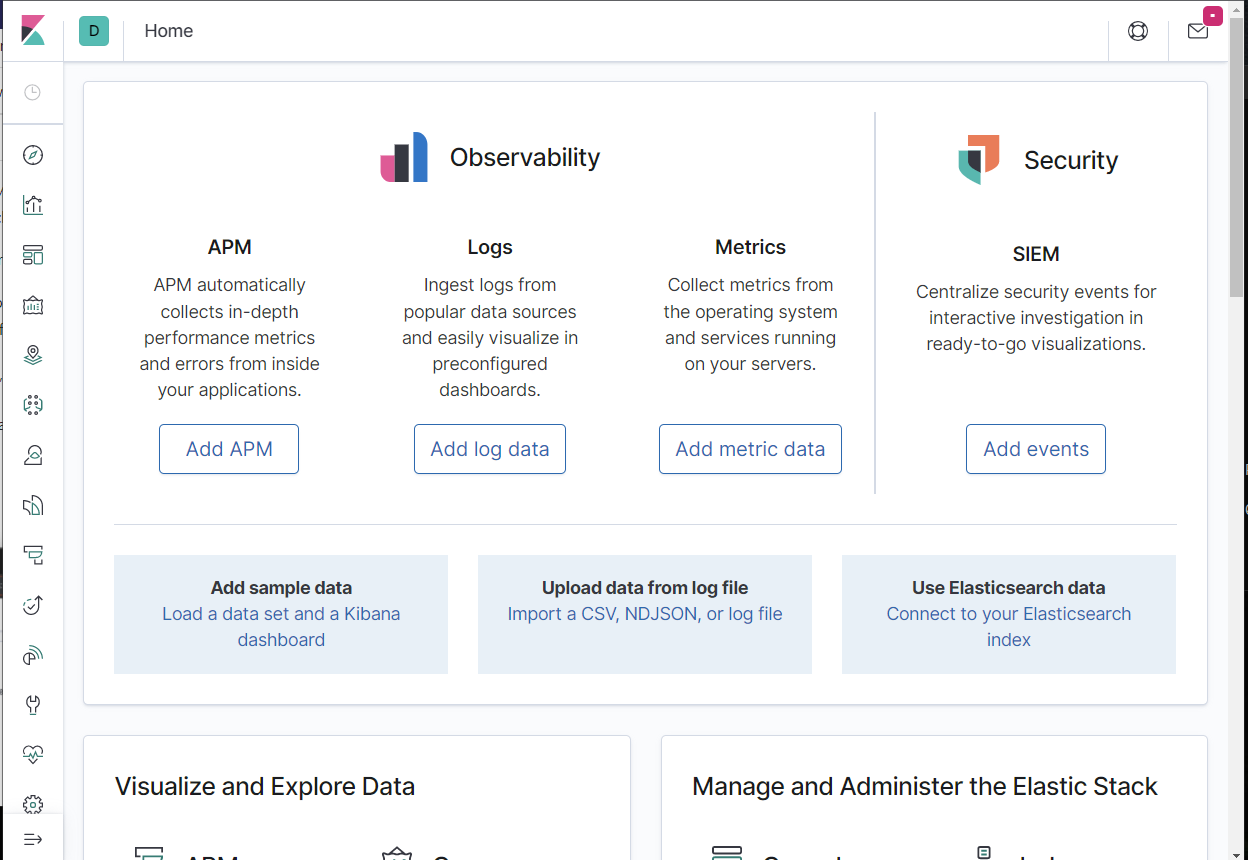 D
Home
Observability
Security
APM
APM automatically
collects in-depth
performance metrics
and errors from inside
your applications.
Add APM
Logs
Ingest logs from
popular data sources
and easily visualize in
preconfigured
dashboards.
Add log data
Metrics
Collect metrics from
the operating system
and services running
on your servers.
Add metric data
SIEM
Centralize security events for
interactive investigation in
ready-to-go visualizations.
Add events
Add sample data
Load a data set and a Kibana
dashboard
Upload data from log file
Import a CSV, NDJSON, or log file
Use Elasticsearch data
Connect to your Elasticsearch
index
Visualize and Explore Data
Manage and Administer the Elastic Stack
APM